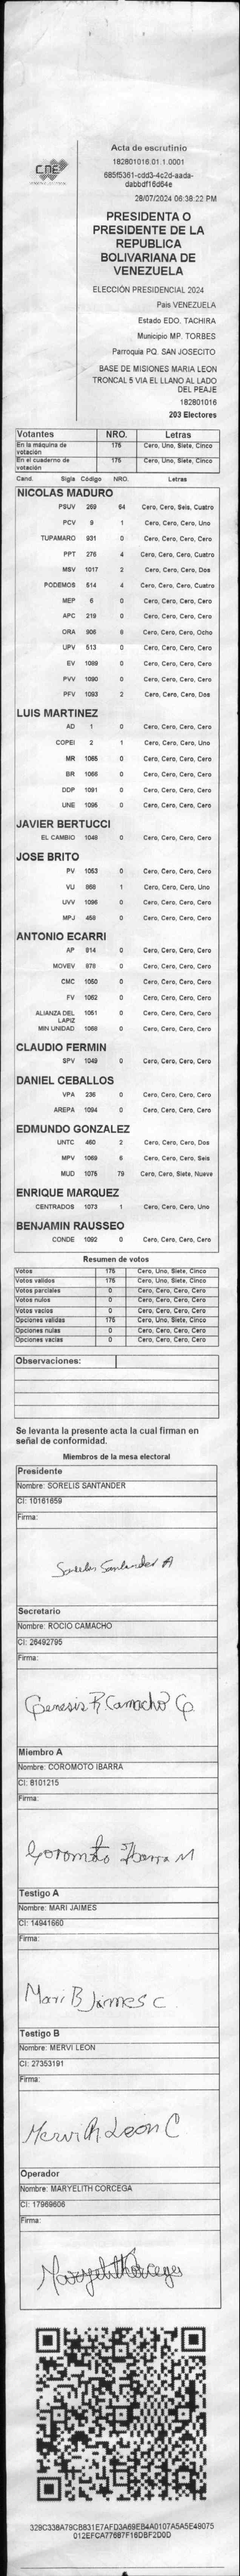 Acta de escrutinio
182801016.01.1.0001
685f5361-cdd3-4c2d-aada-
dabbdf16d64e
28/07/2024 06:38:22 PM
CNE
PRESIDENTA O
PRESIDENTE DE LA
REPUBLICA
BOLIVARIANA DE
VENEZUELA
ELECCIÓN PRESIDENCIAL 2024
Pais VENEZUELA
Estado EDO. TACHIRA
Municipio MP. TORBES
Parroquia PQ. SAN JOSECITO
BASE DE MISIONES MARIA LEON
TRONCAL 5 VIA EL LLANO AL LADO
DEL PEAJE
182801016
203 Electores
Votantes NRO. Letras
En la máquina de votación 175 Cero, Uno, Siete, Cinco
En el cuaderno de votación 175 Cero, Uno, Siete, Cinco
Cand. Sigla Código NRO. Letras
NICOLAS MADURO
PSUV 269 64 Cero, Cero, Seis, Cuatro
PCV 9 1 Cero, Cero, Cero, Uno
TUPAMARO 931 0 Cero, Cero, Cero, Cero
PPT 276 4 Cero, Cero, Cero, Cuatro
MSV 1017 2 Cero, Cero, Cero, Dos
PODEMOS 514 4 Cero, Cero, Cero, Cuatro
MEP 6 0 Cero, Cero, Cero, Cero
APC 219 0 Cero, Cero, Cero, Cero
ORA 906 8 Cero, Cero, Cero, Ocho
UPV 513 0 Cero, Cero, Cero, Cero
EV 1089 0 Cero, Cero, Cero, Cero
PVV 1090 0 Cero, Cero, Cero, Cero
PFV 1093 2 Cero, Cero, Cero, Dos
LUIS MARTINEZ
AD 1 0 Cero, Cero, Cero, Cero
COPEI 2 1 Cero, Cero, Cero, Uno
MR 1065 0 Cero, Cero, Cero, Cero
BR 1066 0 Cero, Cero, Cero, Cero
DDP 1091 0 Cero, Cero, Cero, Cero
UNE 1095 0 Cero, Cero, Cero, Cero
JAVIER BERTUCCI
EL CAMBIO 1048 0 Cero, Cero, Cero, Cero
JOSE BRITO
PV 1053 0 Cero, Cero, Cero, Cero
VU 868 1 Cero, Cero, Cero, Uno
UVV 1096 0 Cero, Cero, Cero, Cero
MPJ 458 0 Cero, Cero, Cero, Cero
ANTONIO ECARRI
AP 914 0 Cero, Cero, Cero, Cero
MOVEV 978 0 Cero, Cero, Cero, Cero
CMC 1050 0 Cero, Cero, Cero, Cero
FV 1052 0 Cero, Cero, Cero, Cero
ALIANZA DEL LAPIZ 1051 0 Cero, Cero, Cero, Cero
MIN UNIDAD 1068 0 Cero, Cero, Cero, Cero
CLAUDIO FERMIN
SPV 1049 0 Cero, Cero, Cero, Cero
DANIEL CEBALLOS
VPA 236 0 Cero, Cero, Cero, Cero
AREPA 1094 0 Cero, Cero, Cero, Cero
EDMUNDO GONZALEZ
UNTC 460 2 Cero, Cero, Cero, Dos
MPV 1069 6 Cero, Cero, Cero, Seis
MUD 1075 79 Cero, Cero, Siete, Nueve
ENRIQUE MARQUEZ
CENTRADOS 1073 1 Cero, Cero, Cero, Uno
BENJAMIN RAUSSEO
CONDE 1092 0 Cero, Cero, Cero, Cero
Resumen de votos
Votos 175 Cero, Uno, Siete, Cinco
Votos validos 175 Cero, Uno, Siete, Cinco
Votos parciales 0 Cero, Cero, Cero, Cero
Votos nulos 0 Cero, Cero, Cero, Cero
Votos vacios 0 Cero, Cero, Cero, Cero
Opciones validas 175 Cero, Uno, Siete, Cinco
Opciones nulas 0 Cero, Cero, Cero, Cero
Opciones vacias 0 Cero, Cero, Cero, Cero
Observaciones:
Se levanta la presente acta la cual firman en
señal de conformidad.
Miembros de la mesa electoral
Presidente
Nombre: SORELIS SANTANDER
CI: 10161659
Firma:
Sorelis Santander A
Secretario
Nombre: ROCIO CAMACHO
CI: 26492795
Firma:
Genesis R Camacho G
Miembro A
Nombre: COROMOTO IBARRA
CI: 8101215
Firma:
Coromoto Ibarra M
Testigo A
Nombre: MARI JAIMES
CI: 14941660
Firma:
Mari B Jaimes C
Testigo B
Nombre: MERVI LEON
CI: 27353191
Firma:
Mervi A León C
Operador
Nombre: MARYELITH CORCEGA
CI: 17969606
Firma:
Maryelith Corcega
329C338A79CB831E7AFD3A69EB4A0107A5A5E49075
012EFCA77687F16DBF2D0D